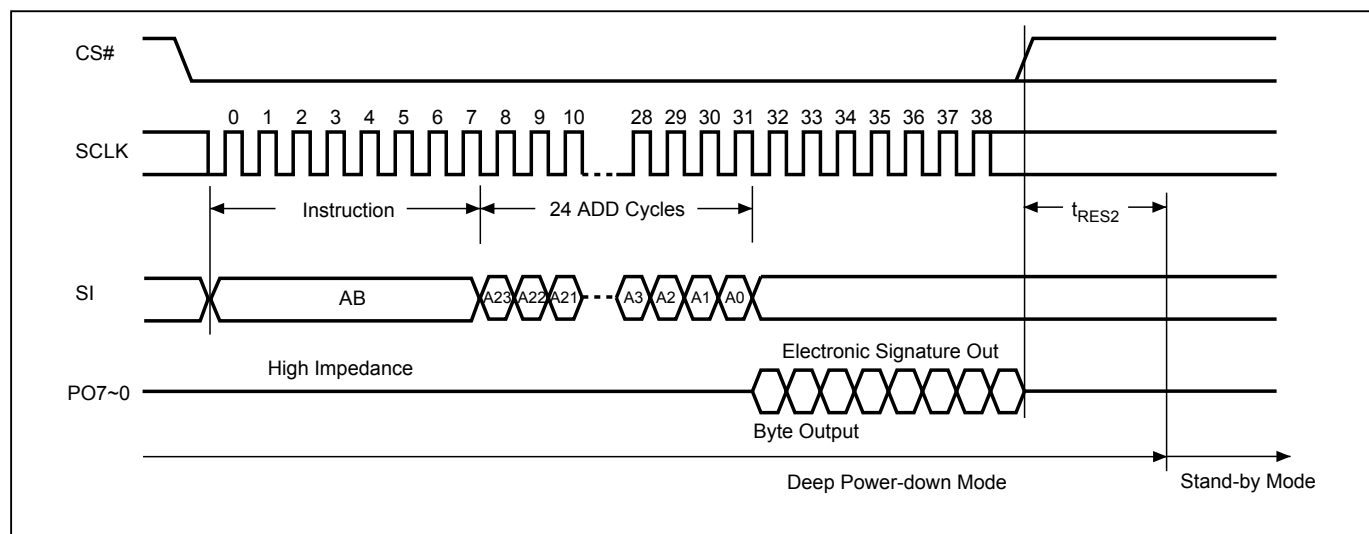 CS#
0 1 2 3 4 5 6 7 8 9 10 28 29 30 31 32 33 34 35 36 37 38
SCLK
Instruction 24 ADD Cycles tRES2
SI AB A23 A22 A21 A3 A2 A1 A0
Electronic Signature Out
High Impedance
PO7~0
Byte Output
Deep Power-down Mode Stand-by Mode